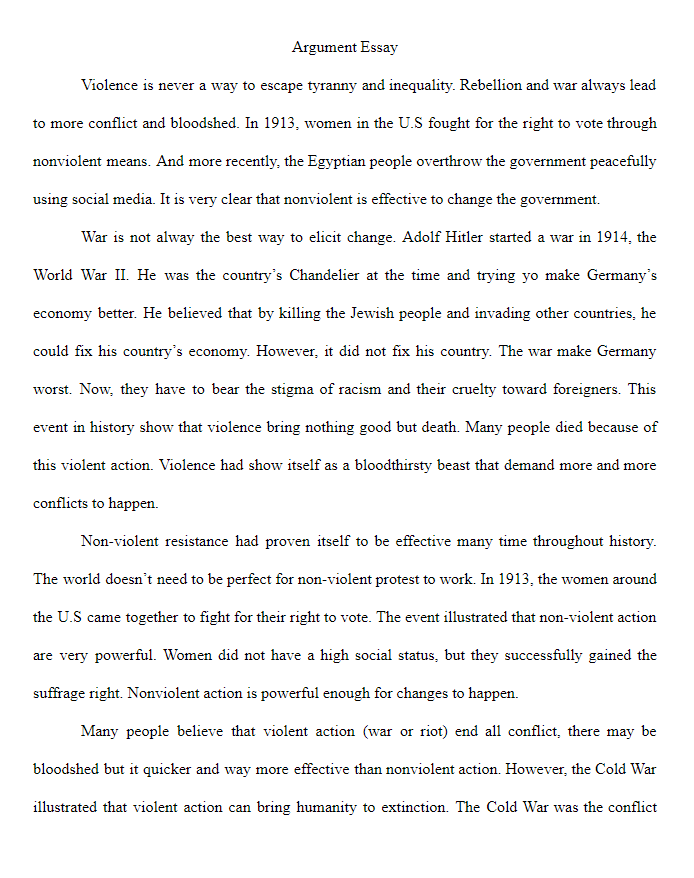 Argument Essay
Violence is never a way to escape tyranny and inequality. Rebellion and war always lead
to more conflict and bloodshed. In 1913, women in the U.S fought for the right to vote through
nonviolent means. And more recently, the Egyptian people overthrow the government peacefully
using social media. It is very clear that nonviolent is effective to change the government.
War is not alway the best way to elicit change. Adolf Hitler started a war in 1914, the
World War II. He was the country’s Chandelier at the time and trying yo make Germany’s
economy better. He believed that by killing the Jewish people and invading other countries, he
could fix his country’s economy. However, it did not fix his country. The war make Germany
worst. Now, they have to bear the stigma of racism and their cruelty toward foreigners. This
event in history show that violence bring nothing good but death. Many people died because of
this violent action. Violence had show itself as a bloodthirsty beast that demand more and more
conflicts to happen.
Non-violent resistance had proven itself to be effective many time throughout history.
The world doesn’t need to be perfect for non-violent protest to work. In 1913, the women around
the U.S came together to fight for their right to vote. The event illustrated that non-violent action
are very powerful. Women did not have a high social status, but they successfully gained the
suffrage right. Nonviolent action is powerful enough for changes to happen.
Many people believe that violent action (war or riot) end all conflict, there may be
bloodshed but it quicker and way more effective than nonviolent action. However, the Cold War
illustrated that violent action can bring humanity to extinction. The Cold War was the conflict